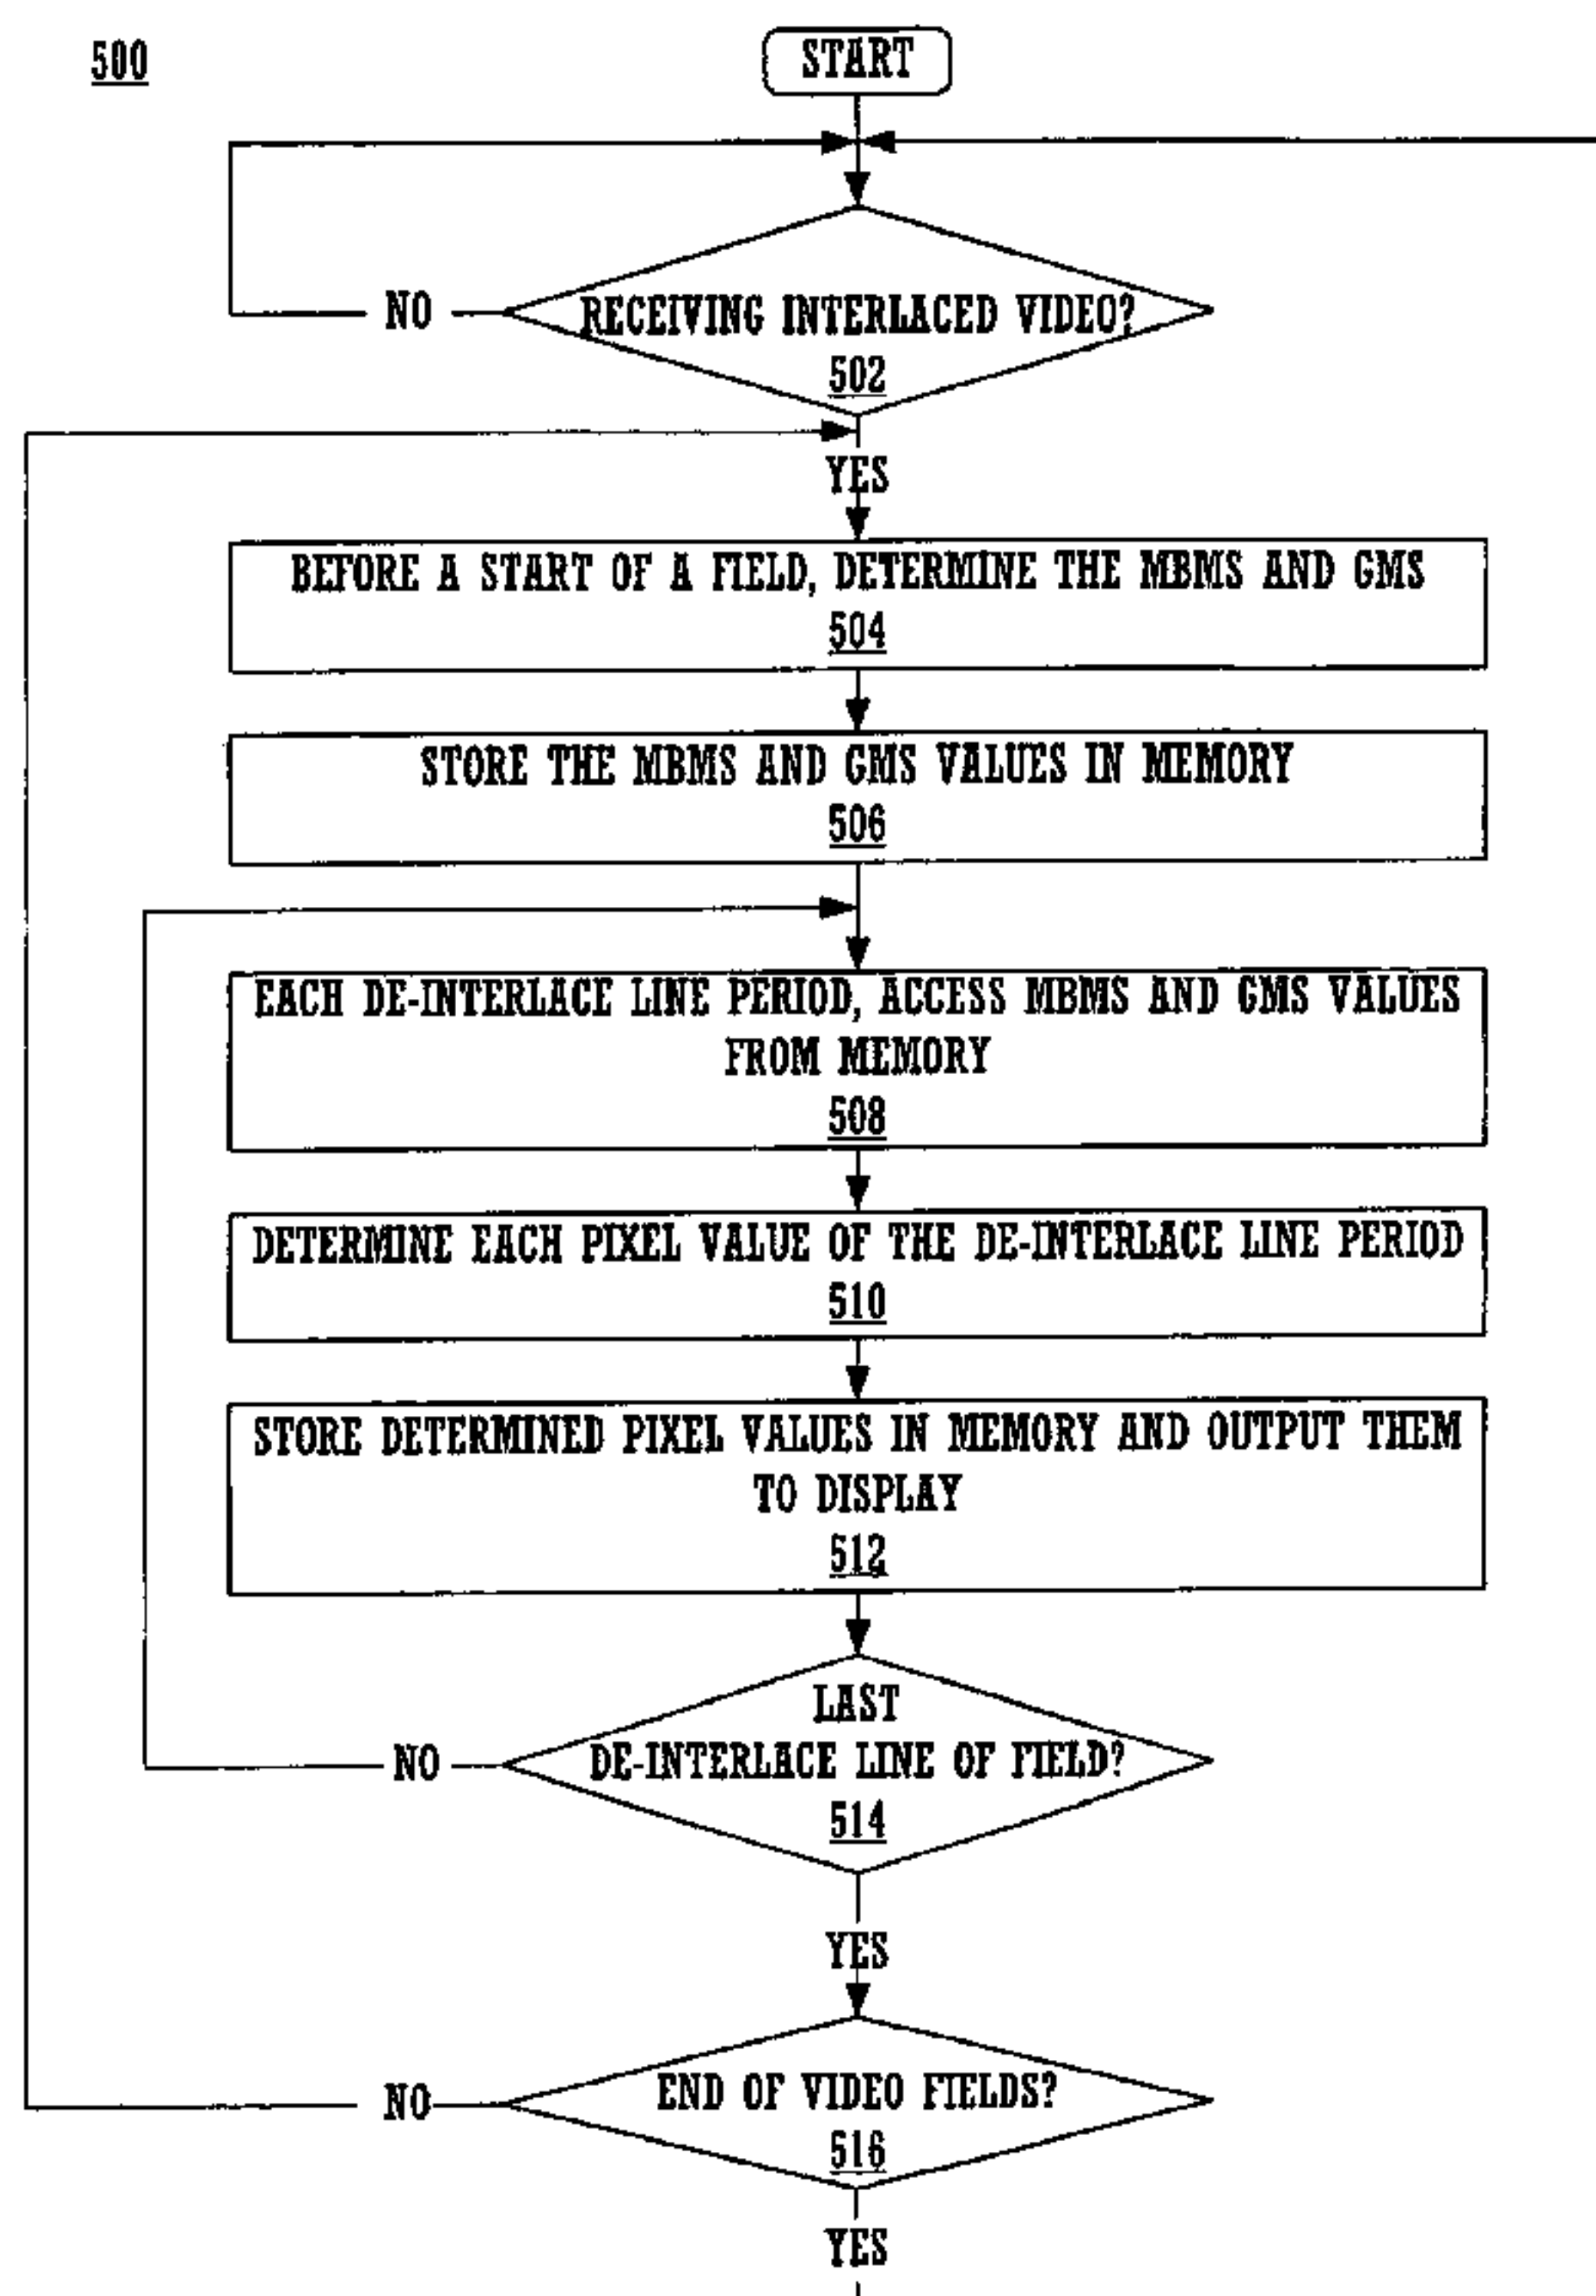 500
START
RECEIVING INTERLACED VIDEO?
502
NO
YES
BEFORE A START OF A FIELD, DETERMINE THE MBMS AND GMS
504
STORE THE MBMS AND GMS VALUES IN MEMORY
506
EACH DE-INTERLACE LINE PERIOD, ACCESS MBMS AND GMS VALUES
FROM MEMORY
508
DETERMINE EACH PIXEL VALUE OF THE DE-INTERLACE LINE PERIOD
510
STORE DETERMINED PIXEL VALUES IN MEMORY AND OUTPUT THEM
TO DISPLAY
512
LAST
DE-INTERLACE LINE OF FIELD?
514
NO
YES
END OF VIDEO FIELDS?
516
NO
YES